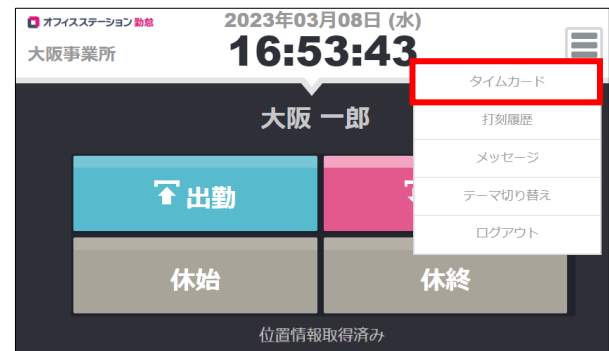 オフィスステーション 勤怠
2023年03月08日 (水)
大阪事業所
16:53:43
タイムカード
打刻履歴
メッセージ
テーマ切り替え
ログアウト
大阪 一郎
出勤
休始
休終
位置情報取得済み